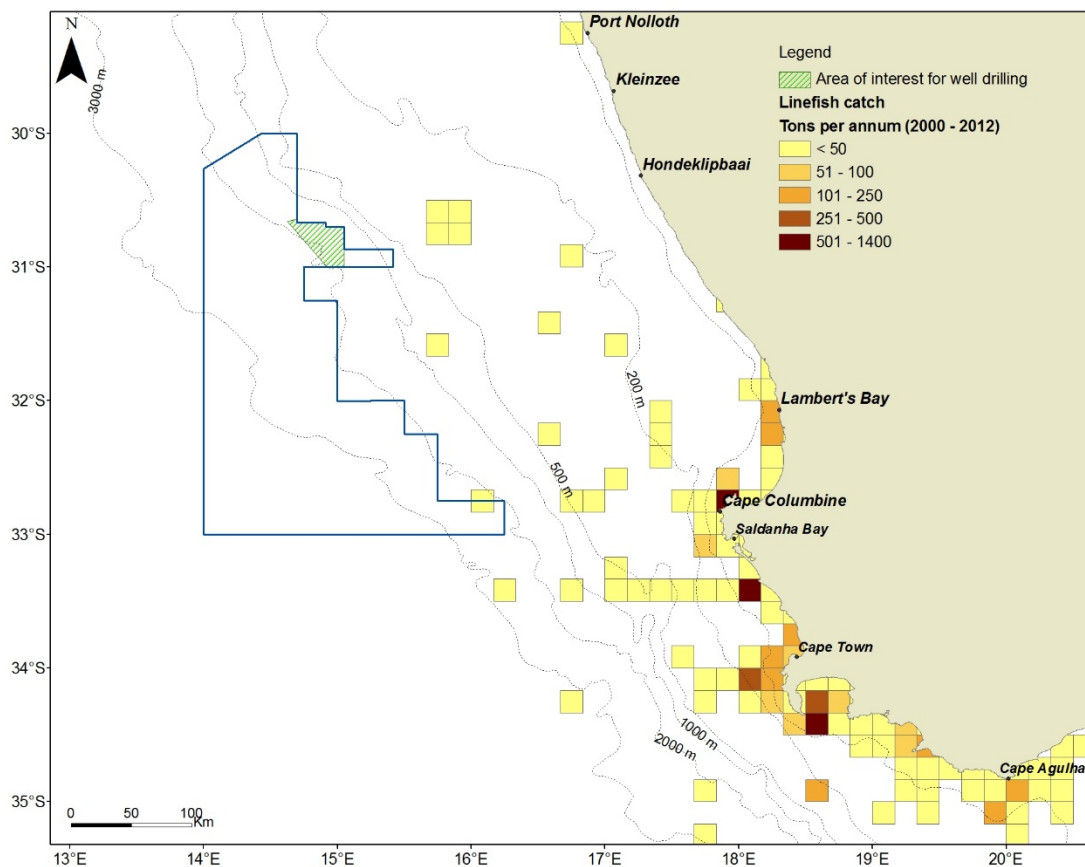 N
Port Nolloth
Legend
Area of interest for well drilling
Linefish catch
Tons per annum (2000 - 2012)
< 50
51 - 100
101 - 250
251 - 500
501 - 1400
Kleinzee
3000 m
30°S
Hondeklipbaai
31°S
200 m
32°S
Lambert's Bay
500 m
Cape Columbine
33°S
Saldanha Bay
Cape Town
34°S
1000 m
2000 m
Cape Agulha
35°S
0 50 100
Km
13°E 14°E 15°E 16°E 17°E 18°E 19°E 20°E